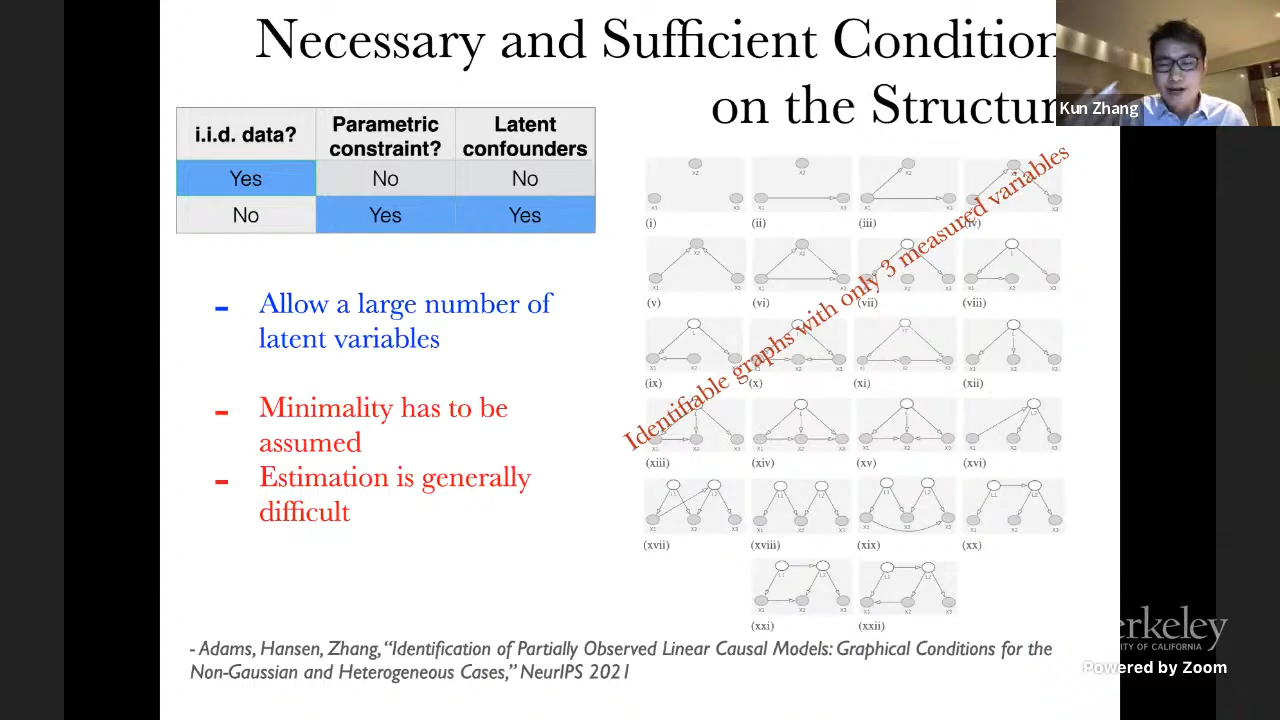 Necessary and Sufficient Condition
on the Structur
Kun Zhang
i.i.d. data?
Parametric constraint?
Latent confounders
Yes
No
No
No
Yes
Yes
- Allow a large number of
latent variables
- Minimality has to be
assumed
- Estimation is generally
difficult
Identifiable graphs with only 3 measured variables
(i)
(ii)
(iii)
(iv)
(v)
(vi)
(vii)
(viii)
(ix)
(x)
(xi)
(xii)
(xiii)
(xiv)
(xv)
(xvi)
(xvii)
(xviii)
(xix)
(xx)
(xxi)
(xxii)
- Adams, Hansen, Zhang, “Identification of Partially Observed Linear Causal Models: Graphical Conditions for the
Non-Gaussian and Heterogeneous Cases,” NeurIPS 2021
erkeley
ITY OF CALIFORNIA
Powered by Zoom